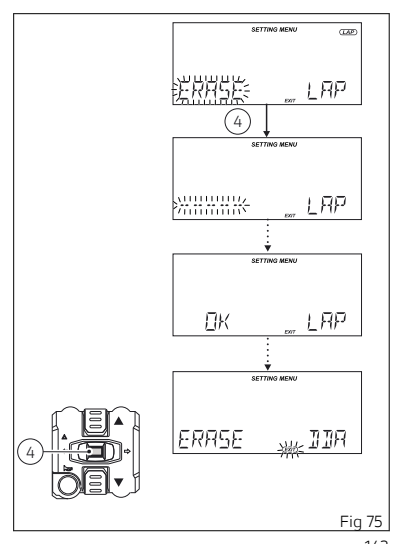 SETTING MENU
LAP
ERASE
LAP
EXIT
4
SETTING MENU
-----
LAP
EXIT
SETTING MENU
OK
LAP
EXIT
SETTING MENU
ERASE
EXIT
DDA
4
Fig 75